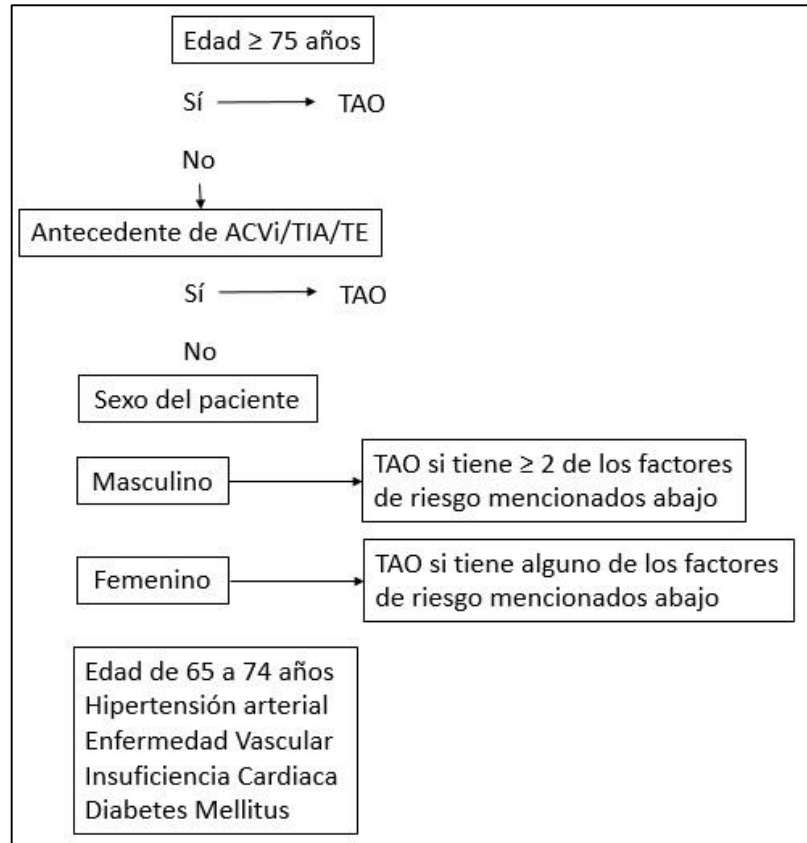 Edad ≥ 75 años
Sí TAO
No
Antecedente de ACVi/TIA/TE
Sí TAO
No
Sexo del paciente
Masculino
TAO si tiene ≥ 2 de los factores
de riesgo mencionados abajo
Femenino
TAO si tiene alguno de los factores
de riesgo mencionados abajo
Edad de 65 a 74 años
Hipertensión arterial
Enfermedad Vascular
Insuficiencia Cardiaca
Diabetes Mellitus